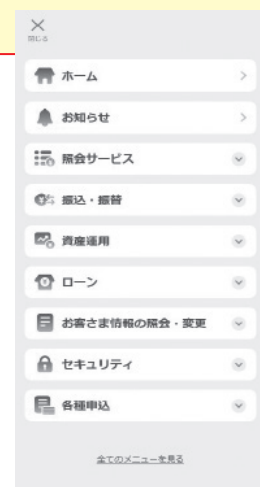 閉じる
ホーム
お知らせ
照会サービス
振込・振替
資産運用
ローン
お客さま情報の照会・変更
セキュリティ
各種申込
全てのメニューを見る